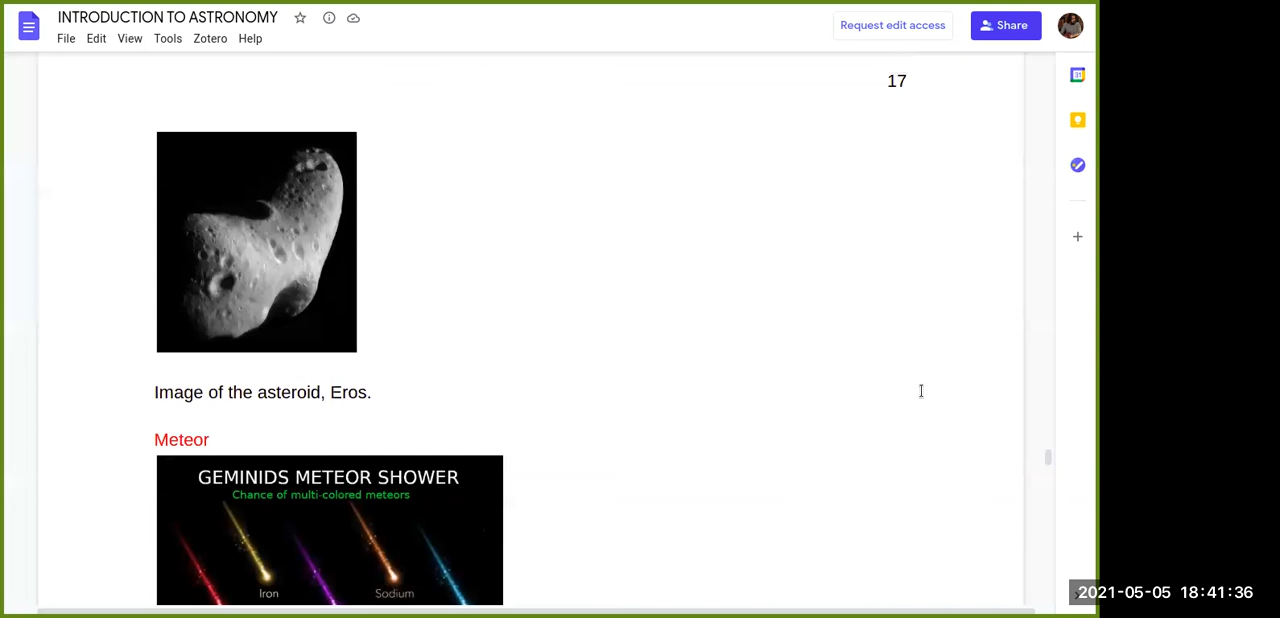 INTRODUCTION TO ASTRONOMY
Request edit access
Share
File Edit View Tools Zotero Help
31
17
Image of the asteroid, Eros.
Meteor
GEMINIDS METEOR SHOWER
Chance of multi-colored meteors
Iron Sodium
2021-05-05 18:41:36